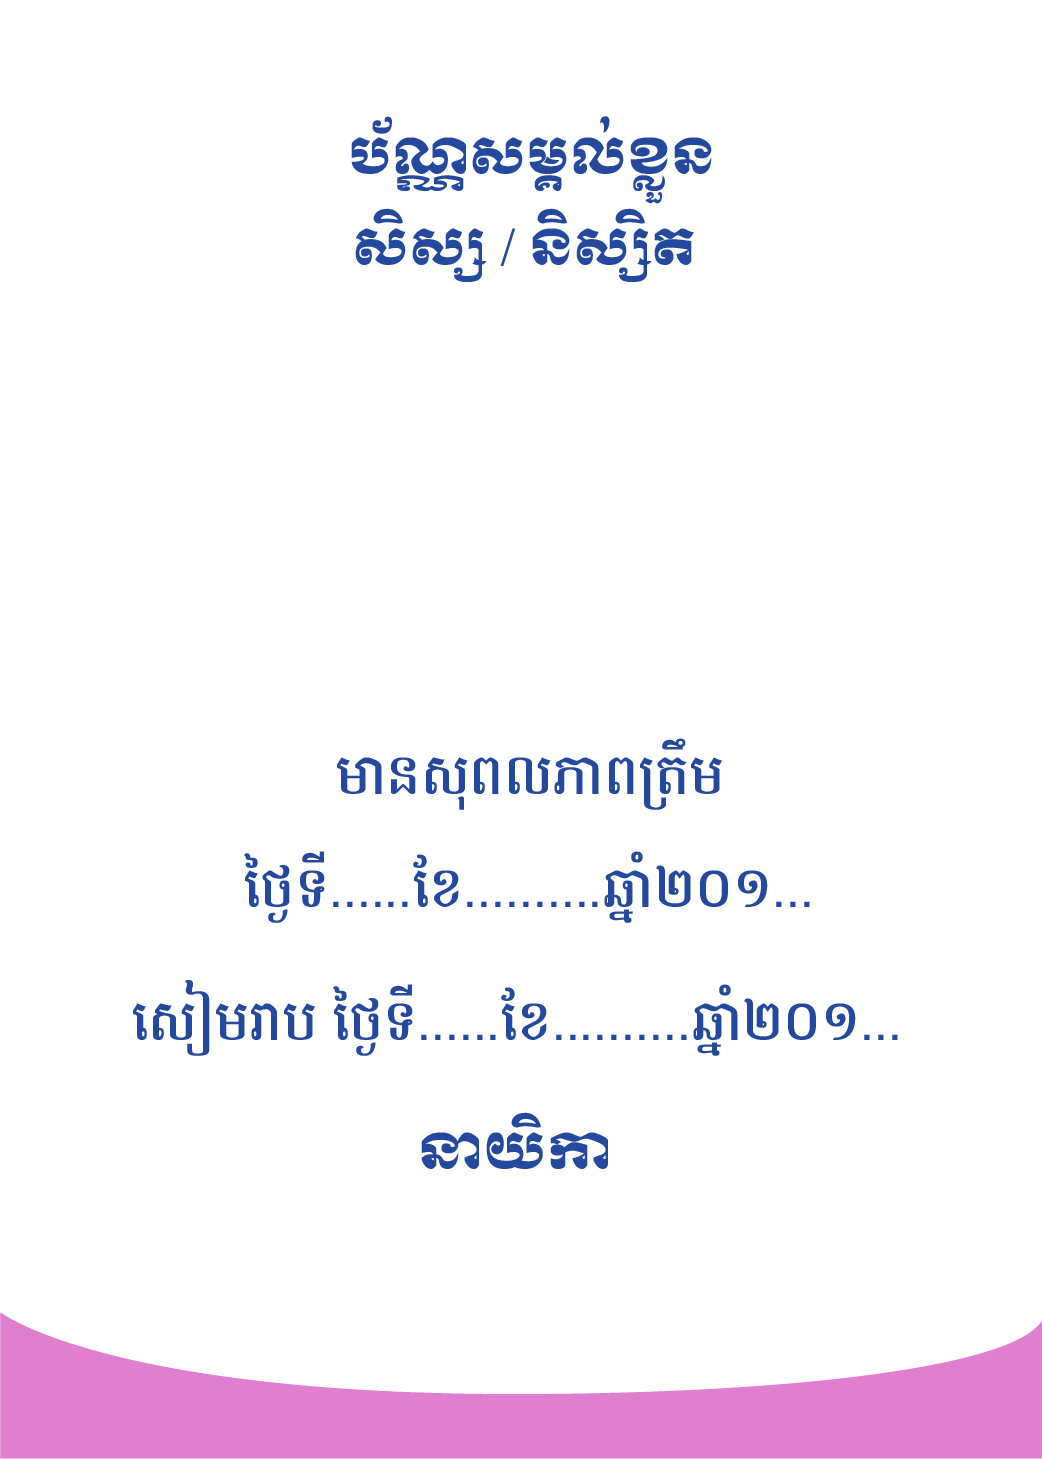 ប័ណ្ណសម្គល់ខ្លួន
សិស្ស / និស្សិត
មានសុពលភាពត្រឹម
ថ្ងៃទី......ខែ..........ឆ្នាំ២០១...
សៀមរាប ថ្ងៃទី......ខែ..........ឆ្នាំ២០១...
នាយិកា